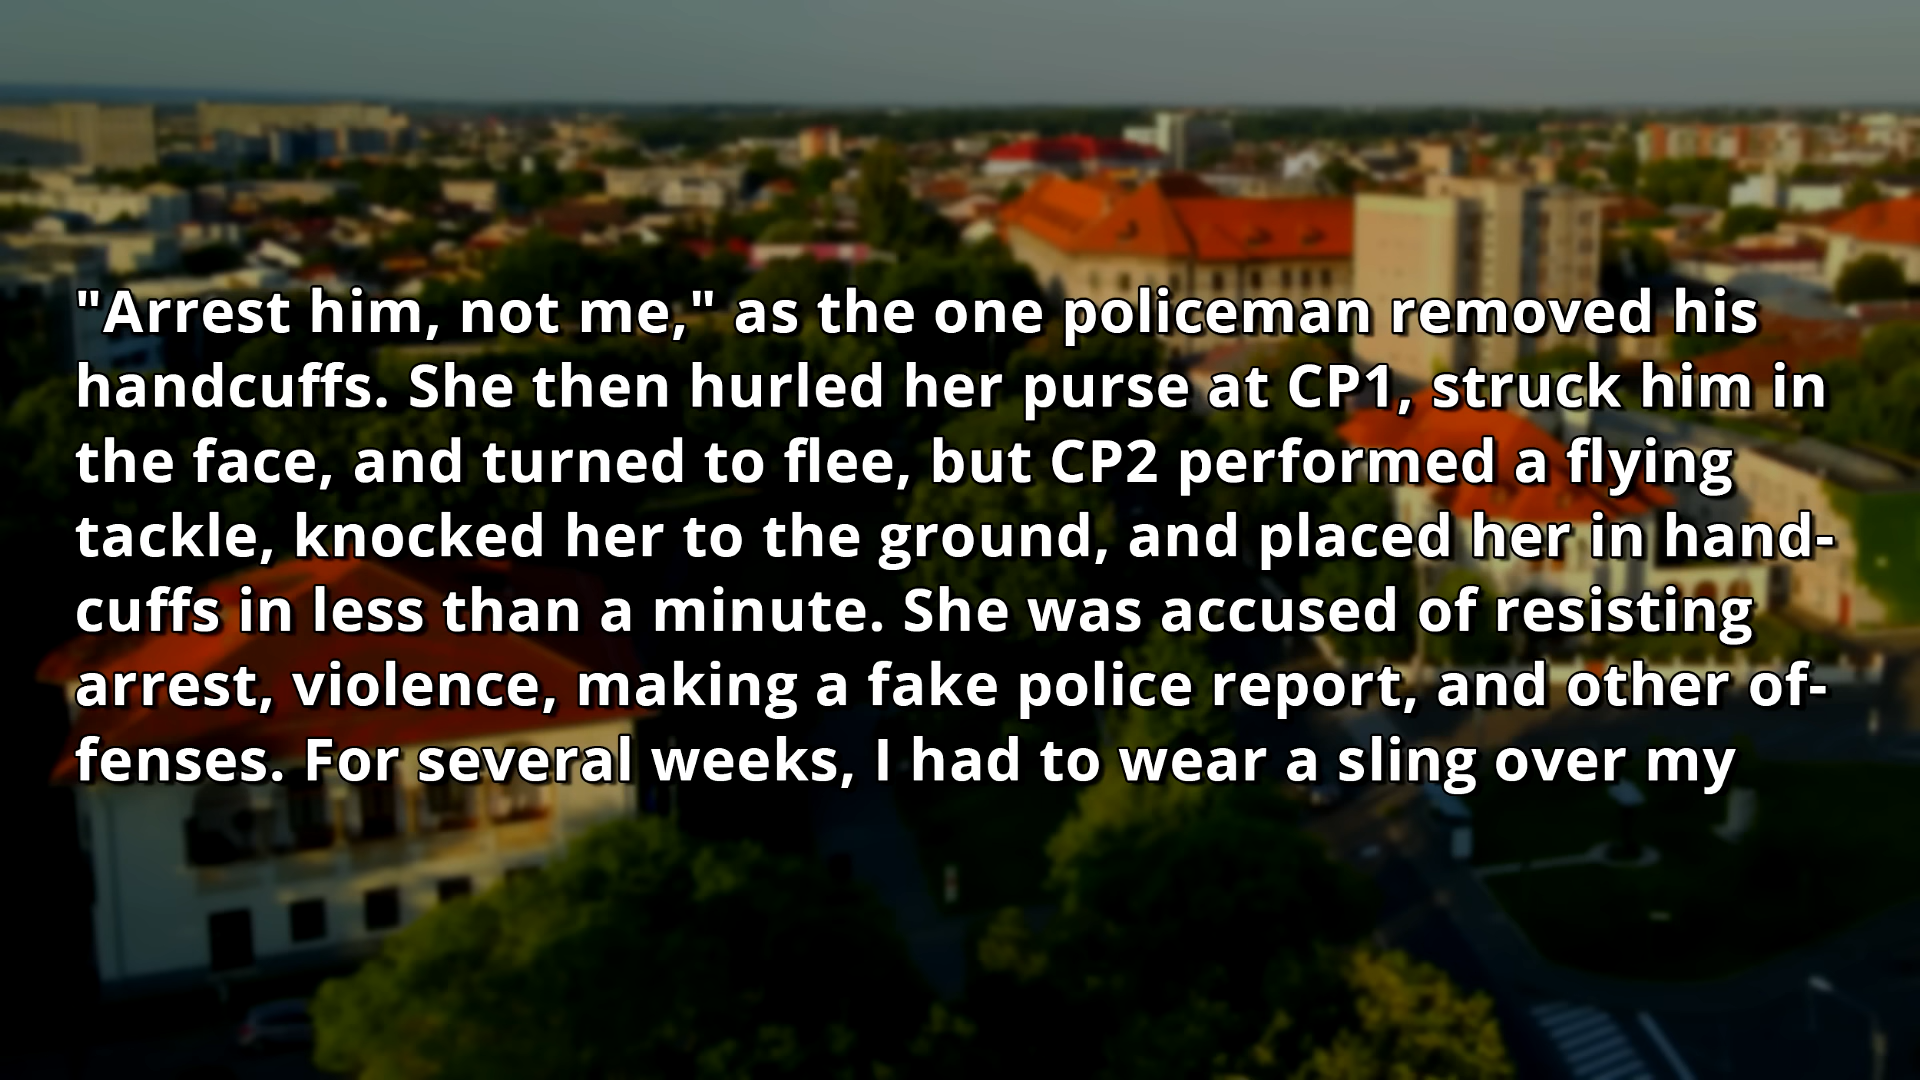 "Arrest him, not me," as the one policeman removed his
handcuffs. She then hurled her purse at CP1, struck him in
the face, and turned to flee, but CP2 performed a flying
tackle, knocked her to the ground, and placed her in hand-
cuffs in less than a minute. She was accused of resisting
arrest, violence, making a fake police report, and other of-
fenses. For several weeks, I had to wear a sling over my